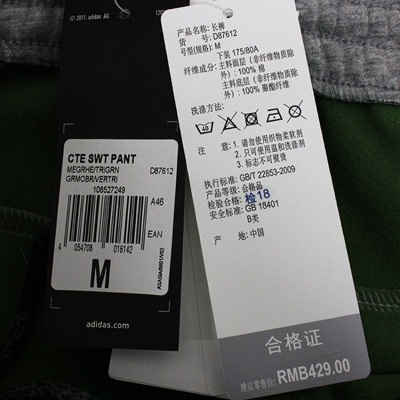 © 2011, adidas AG
CTE SWT PANT
MEGRHE/TRIGRN D87612
GRMOBR/VERTRI
108527249
A46
EAN
4 054708 016142
M
adidas.com
产品名称: 长裤
货 号: D87612
号型(规格): M
下装 175/80A
纤维成分: 主料面层 (非纤维物质除
外): 100% 棉
主料底层 (非纤维物质除
外): 100% 聚酯纤维
洗涤方法:
40
注: 1. 请勿使用织物柔软剂
2. 只可使用温和洗涤剂
3. 标志不可熨烫
执行标准: GB/T 22853-2009
产品等级: 合格品
检验合格: 检18
安全标准: GB 18401
B类
产 地: 中国
合格证
建议零售价: RMB429.00